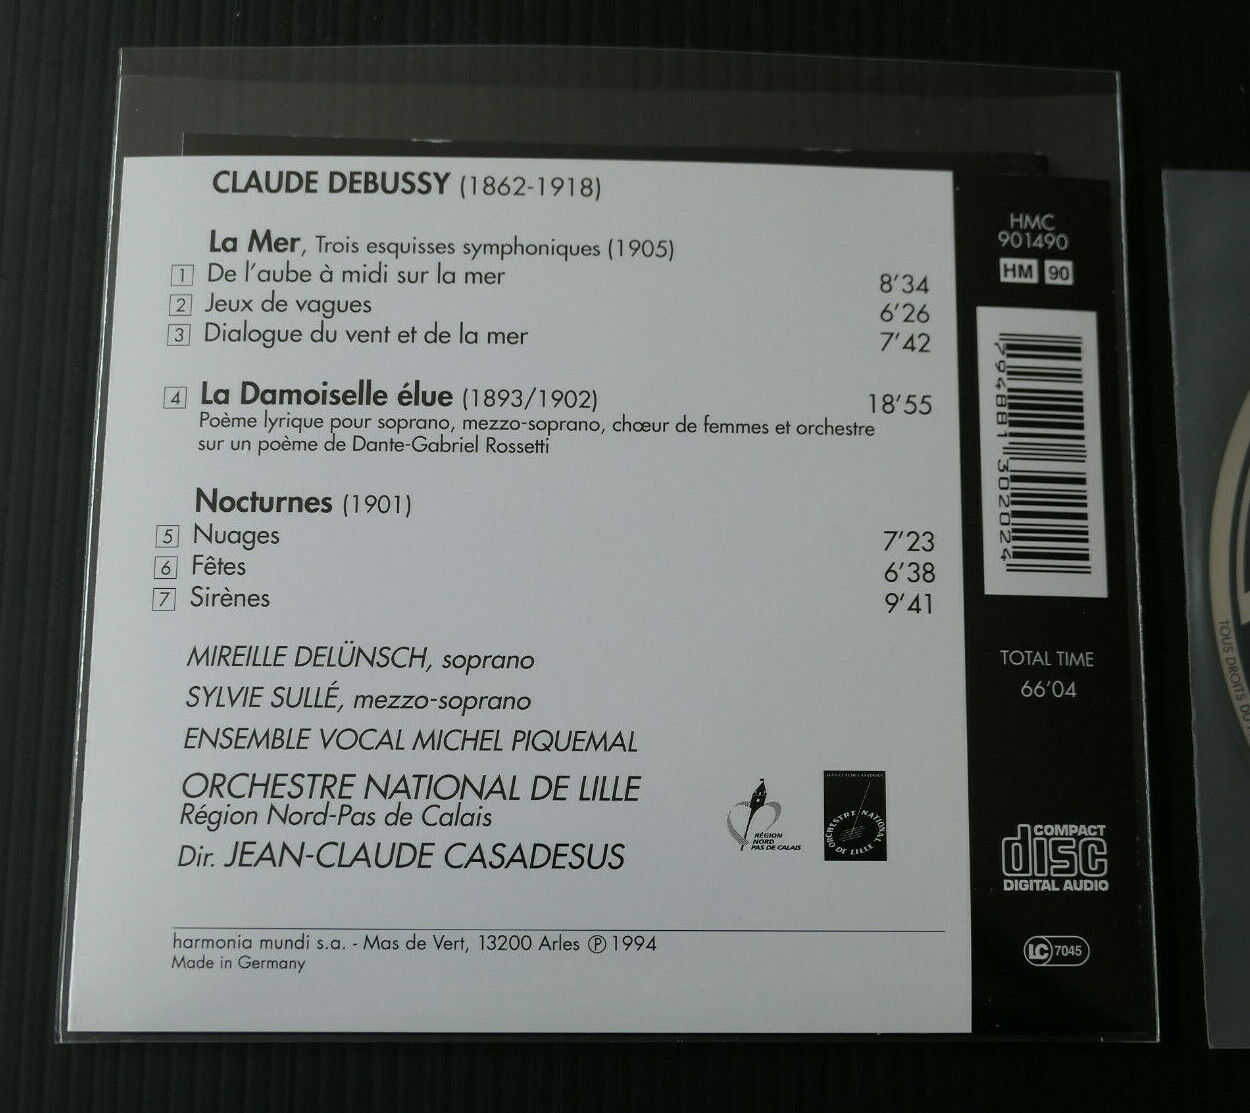 CLAUDE DEBUSSY (1862-1918)
La Mer, Trois esquisses symphoniques (1905)
1 De l'aube à midi sur la mer 8'34
2 Jeux de vagues 6'26
3 Dialogue du vent et de la mer 7'42
4 La Damoiselle élue (1893/1902) 18'55
Poème lyrique pour soprano, mezzo-soprano, chœur de femmes et orchestre
sur un poème de Dante-Gabriel Rossetti
Nocturnes (1901)
5 Nuages 7'23
6 Fêtes 6'38
7 Sirènes 9'41
MIREILLE DELÜNSCH, soprano
SYLVIE SULLÉ, mezzo-soprano
ENSEMBLE VOCAL MICHEL PIQUEMAL
ORCHESTRE NATIONAL DE LILLE
Région Nord-Pas de Calais
Dir. JEAN-CLAUDE CASADESUS
RÉGION
NORD
PAS DE CALAIS
JEAN-CLAUDE CASADESUS
ORCHESTRE NATIONAL DE LILLE
harmonia mundi s.a. - Mas de Vert, 13200 Arles ℗ 1994
Made in Germany
HMC
901490
HM 90
794881302024
TOTAL TIME
66'04
COMPACT
disc
DIGITAL AUDIO
LC 7045
TOUS DROITS DU